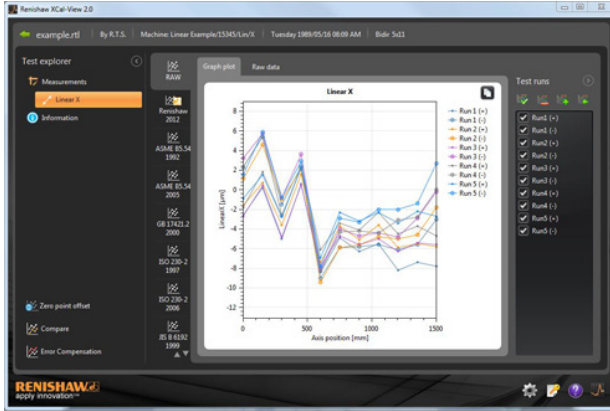 Renishaw XCal-View 2.0
example.rtl
By R.T.S.
Machine: Linear Example/15345/Lin/X
Tuesday 1989/05/16 08:09 AM
Bidir 5x11
Test explorer
Measurements
Linear X
Information
Zero point offset
Compare
Error Compensation
RAW
Renishaw
2012
ASME B5.54
1992
ASME B5.54
2005
GB 17421.2
2000
ISO 230-2
1997
ISO 230-2
2006
JIS B 6192
1999
Graph plot
Raw data
Linear X
LinearX [µm]
8
6
4
2
0
-2
-4
-6
-8
-10
-12
0
500
1000
1500
Axis position [mm]
Run 1 (+)
Run 1 (-)
Run 2 (+)
Run 2 (-)
Run 3 (+)
Run 3 (-)
Run 4 (+)
Run 4 (-)
Run 5 (+)
Run 5 (-)
Test runs
Run1 (+)
Run1 (-)
Run2 (+)
Run2 (-)
Run3 (+)
Run3 (-)
Run4 (+)
Run4 (-)
Run5 (+)
Run5 (-)
RENISHAW
apply innovation™